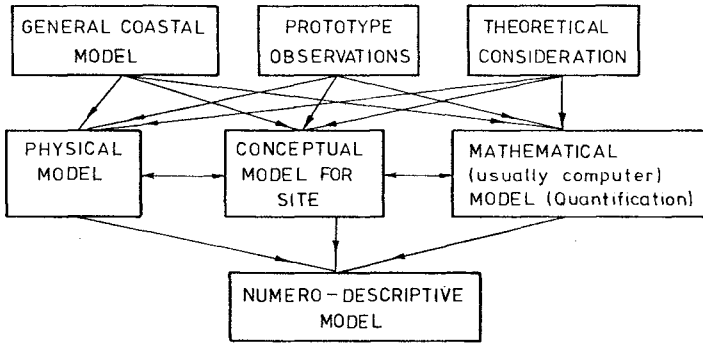 GENERAL COASTAL
MODEL
PROTOTYPE
OBSERVATIONS
THEORETICAL
CONSIDERATION
PHYSICAL
MODEL
CONCEPTUAL
MODEL FOR
SITE
MATHEMATICAL
(usually computer)
MODEL (Quantification)
NUMERO-DESCRIPTIVE
MODEL